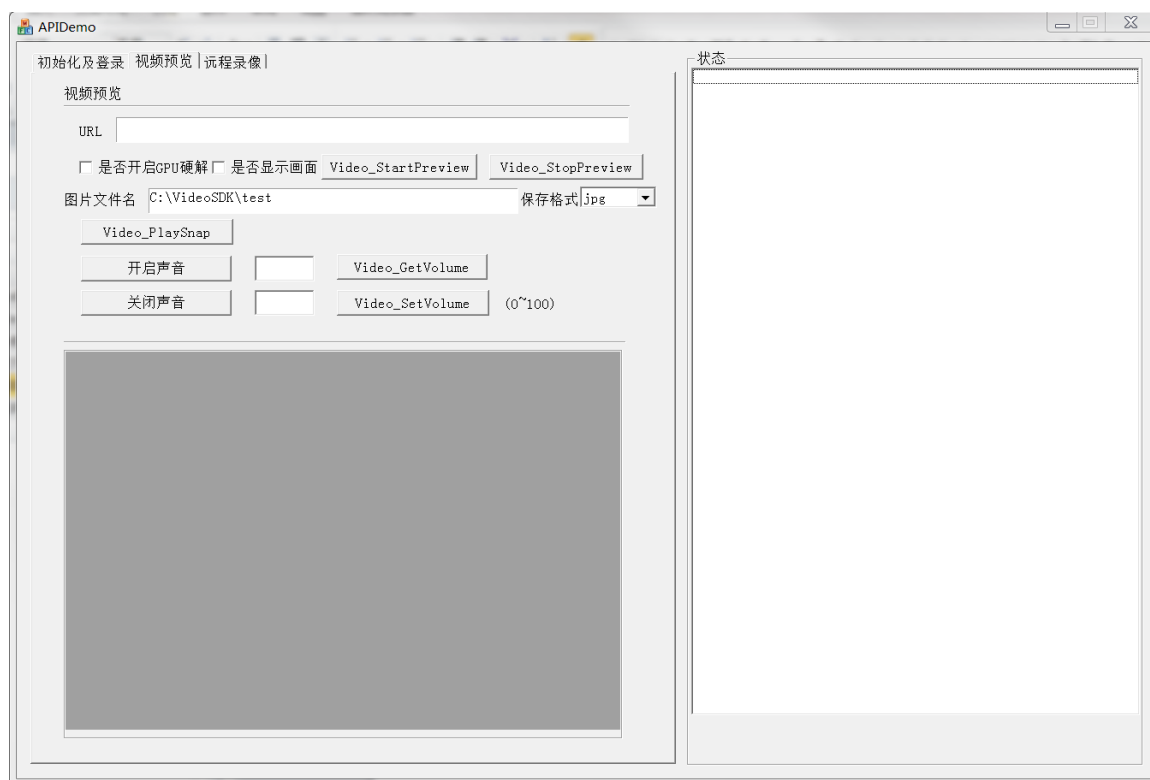 APIDemo
初始化及登录 视频预览 远程录像
视频预览
URL
是否开启GPU硬解 是否显示画面 Video_StartPreview Video_StopPreview
图片文件名 C:\VideoSDK\test 保存格式 jpg
Video_PlaySnap
开启声音 Video_GetVolume
关闭声音 Video_SetVolume (0~100)
状态